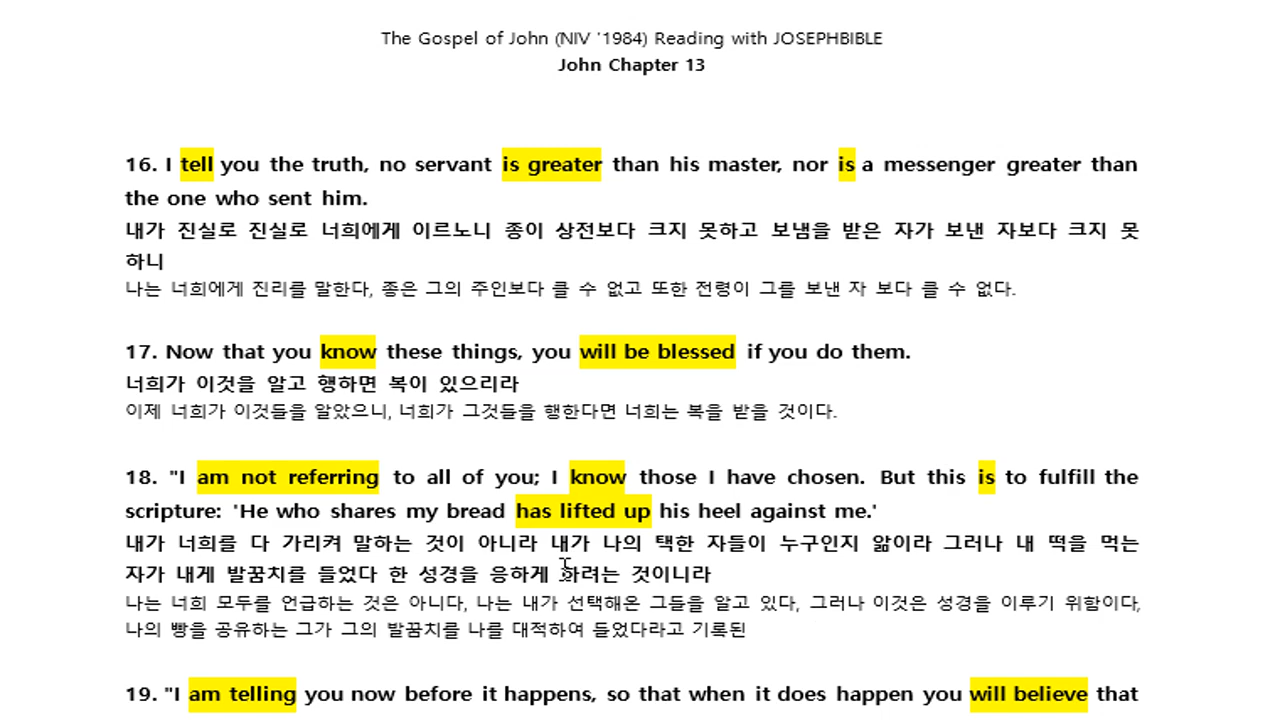 The Gospel of John (NIV '1984) Reading with JOSEPHBIBLE
John Chapter 13
16. I tell you the truth, no servant is greater than his master, nor is a messenger greater than
the one who sent him.
내가 진실로 진실로 너희에게 이르노니 종이 상전보다 크지 못하고 보냄을 받은 자가 보낸 자보다 크지 못
하니
나는 너희에게 진리를 말한다, 종은 그의 주인보다 클 수 없고 또한 전령이 그를 보낸 자 보다 클 수 없다.
17. Now that you know these things, you will be blessed if you do them.
너희가 이것을 알고 행하면 복이 있으리라
이제 너희가 이것들을 알았으니, 너희가 그것들을 행한다면 너희는 복을 받을 것이다.
18. "I am not referring to all of you; I know those I have chosen. But this is to fulfill the
scripture: 'He who shares my bread has lifted up his heel against me.'
내가 너희를 다 가리켜 말하는 것이 아니라 내가 나의 택한 자들이 누구인지 앎이라 그러나 내 떡을 먹는
자가 내게 발꿈치를 들었다 한 성경을 응하게 하려는 것이니라
나는 너희 모두를 언급하는 것은 아니다, 나는 내가 선택해온 그들을 알고 있다, 그러나 이것은 성경을 이루기 위함이다,
나의 빵을 공유하는 그가 그의 발꿈치를 나를 대적하여 들었다라고 기록된
19. "I am telling you now before it happens, so that when it does happen you will believe that